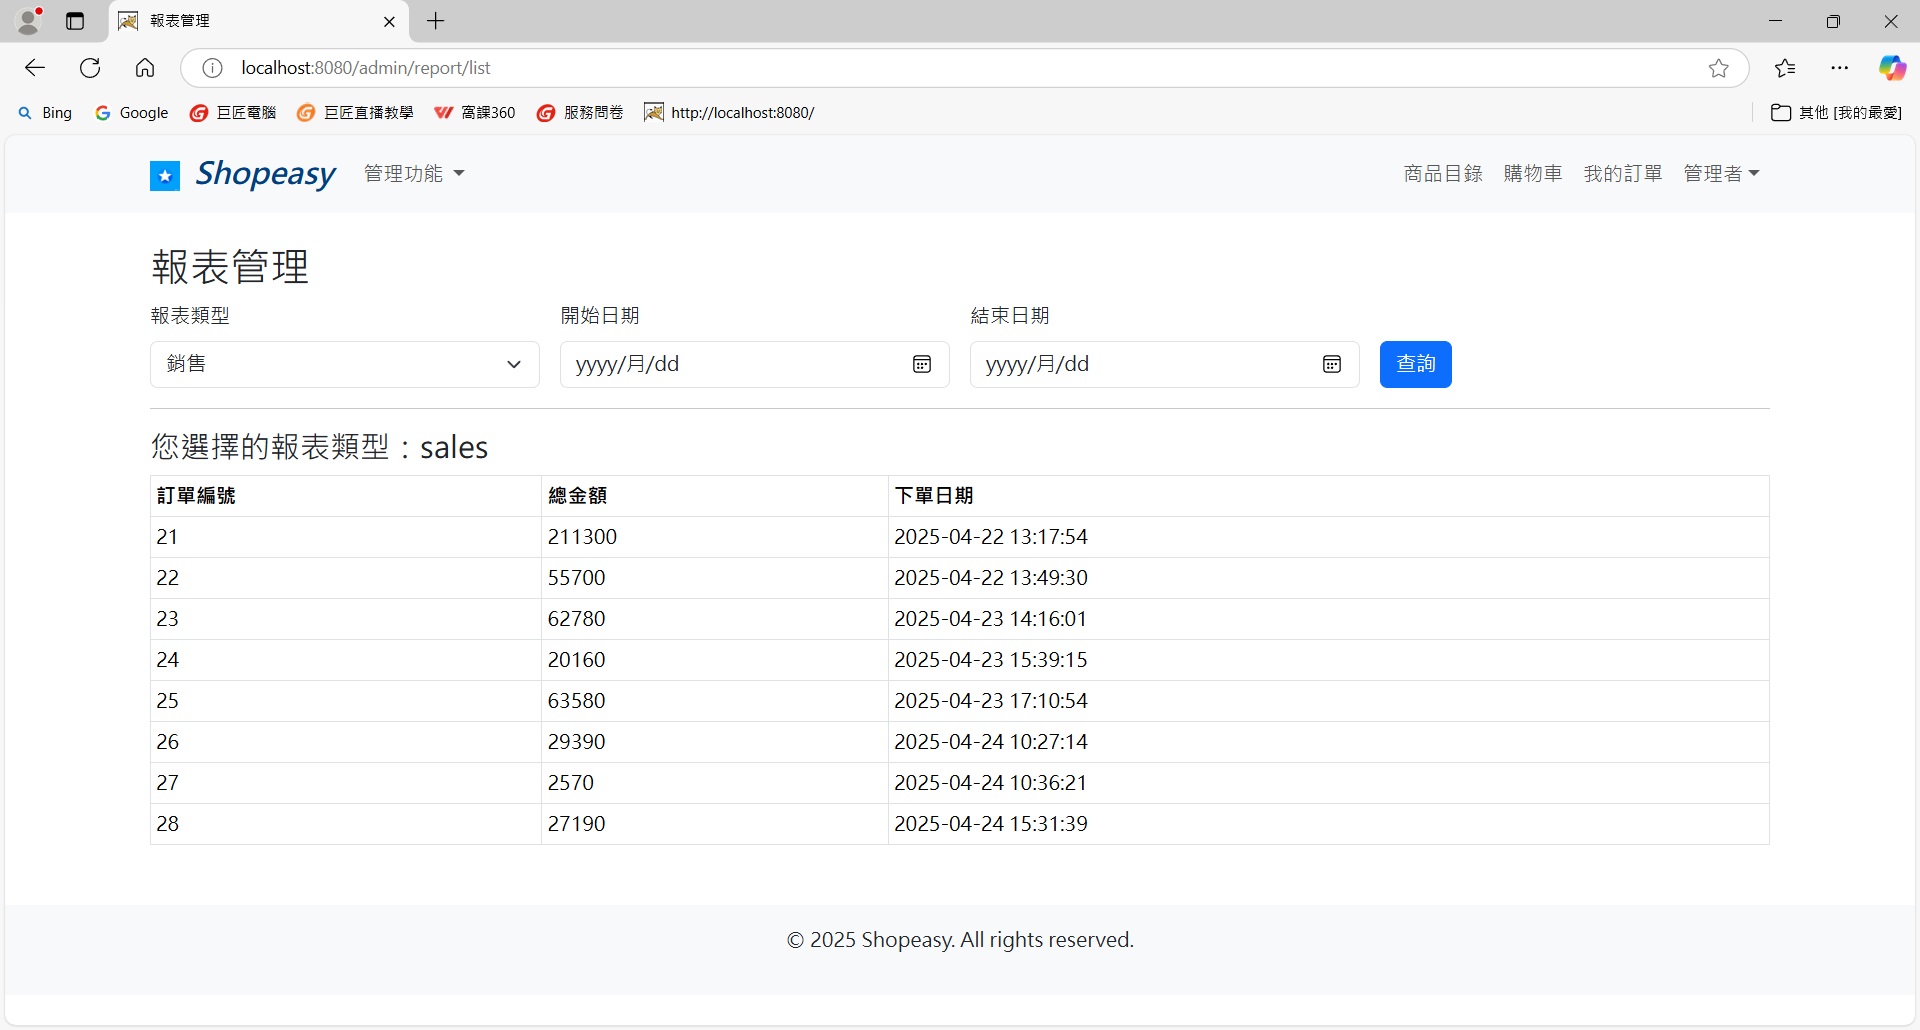 報表管理
localhost:8080/admin/report/list
Bing Google 巨匠電腦 巨匠直播教學 窩課360 服務問卷 http://localhost:8080/ 其他 [我的最愛]
Shopeasy 管理功能 商品目錄 購物車 我的訂單 管理者
報表管理
報表類型 開始日期 結束日期
銷售 yyyy/月/dd yyyy/月/dd 查詢
您選擇的報表類型：sales
訂單編號 總金額 下單日期
21 211300 2025-04-22 13:17:54
22 55700 2025-04-22 13:49:30
23 62780 2025-04-23 14:16:01
24 20160 2025-04-23 15:39:15
25 63580 2025-04-23 17:10:54
26 29390 2025-04-24 10:27:14
27 2570 2025-04-24 10:36:21
28 27190 2025-04-24 15:31:39
© 2025 Shopeasy. All rights reserved.